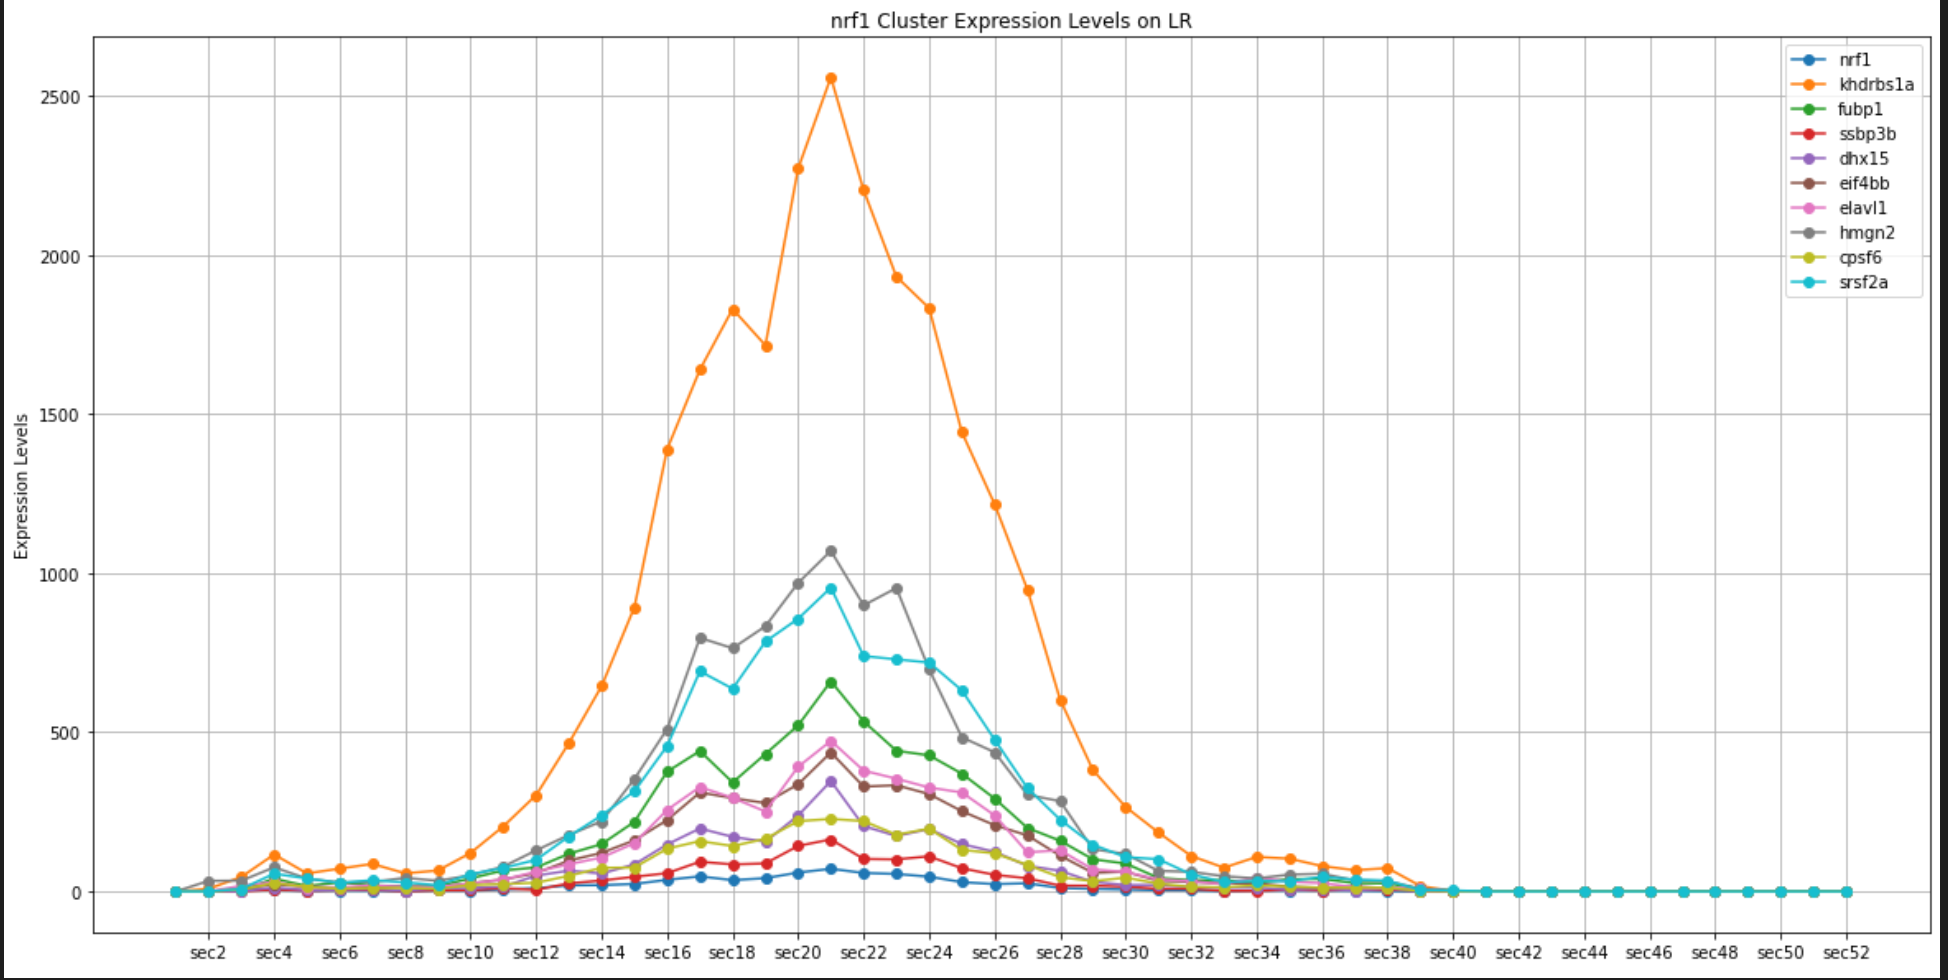 nrf1 Cluster Expression Levels on LR
nrf1
khdrbs1a
fubp1
ssbp3b
dhx15
eif4bb
elavl1
hmgn2
cpsf6
srsf2a
Expression Levels
2500
2000
1500
1000
500
0
sec2 sec4 sec6 sec8 sec10 sec12 sec14 sec16 sec18 sec20 sec22 sec24 sec26 sec28 sec30 sec32 sec34 sec36 sec38 sec40 sec42 sec44 sec46 sec48 sec50 sec52